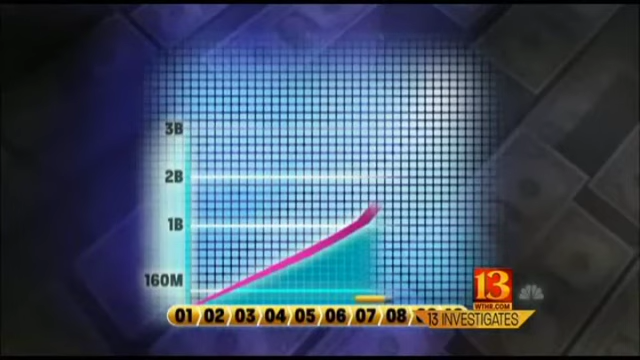 3B
2B
1B
160M
01 02 03 04 05 06 07 08
13
WTHR.COM
13 INVESTIGATES